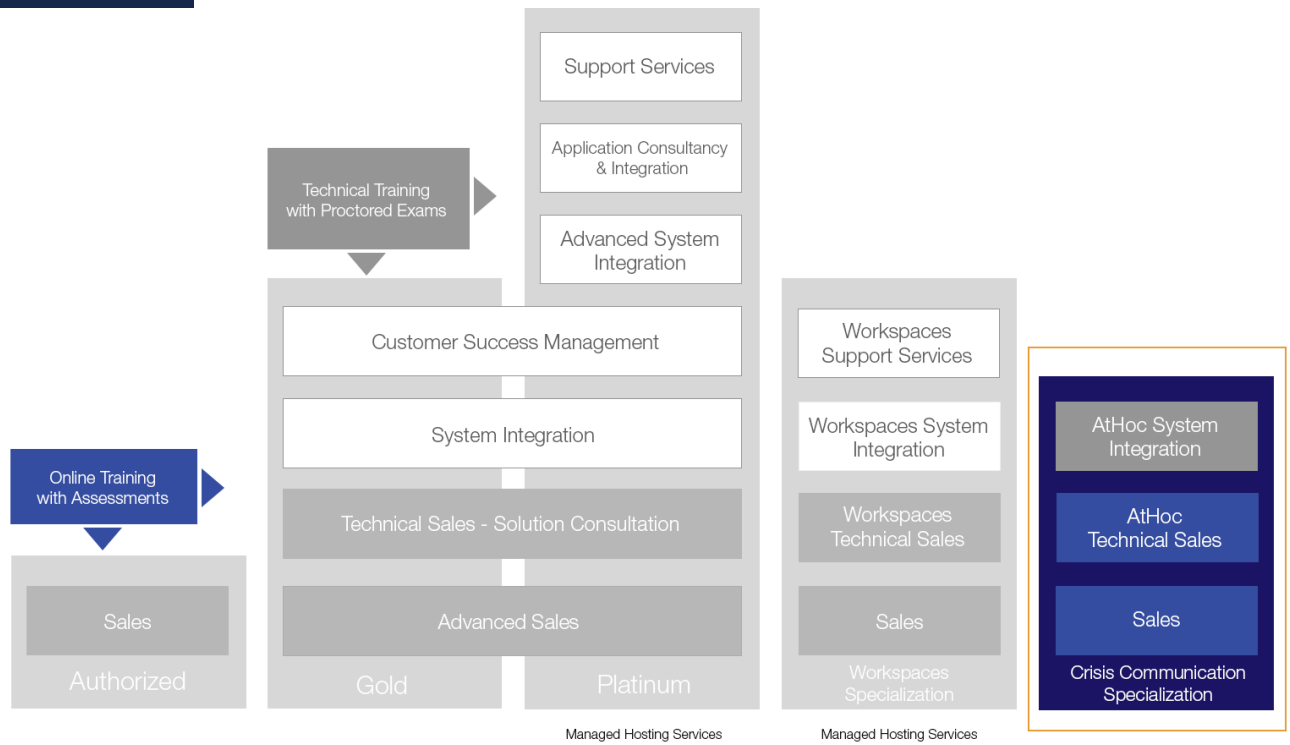 Support Services
Application Consultancy
& Integration
Technical Training
with Proctored Exams
Advanced System
Integration
Customer Success Management
Workspaces
Support Services
System Integration
Workspaces System
Integration
AtHoc System
Integration
Online Training
with Assessments
Technical Sales - Solution Consultation
Workspaces
Technical Sales
AtHoc
Technical Sales
Sales
Advanced Sales
Sales
Sales
Authorized
Gold
Platinum
Workspaces
Specialization
Crisis Communication
Specialization
Managed Hosting Services
Managed Hosting Services